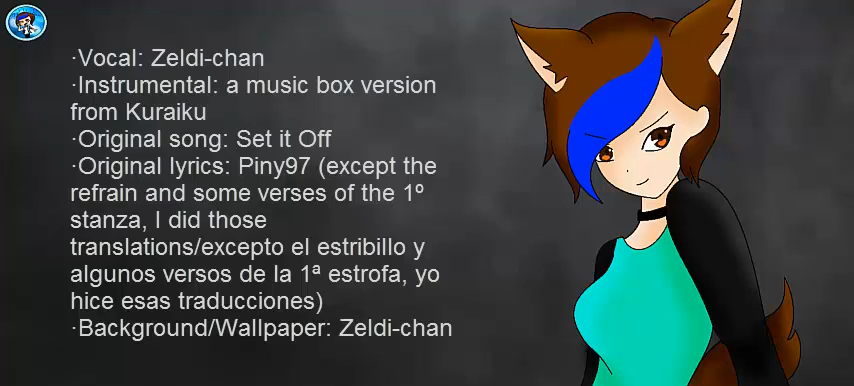 ·Vocal: Zeldi-chan
·Instrumental: a music box version
from Kuraiku
·Original song: Set it Off
·Original lyrics: Piny97 (except the
refrain and some verses of the 1º
stanza, I did those
translations/excepto el estribillo y
algunos versos de la 1ª estrofa, yo
hice esas traducciones)
·Background/Wallpaper: Zeldi-chan